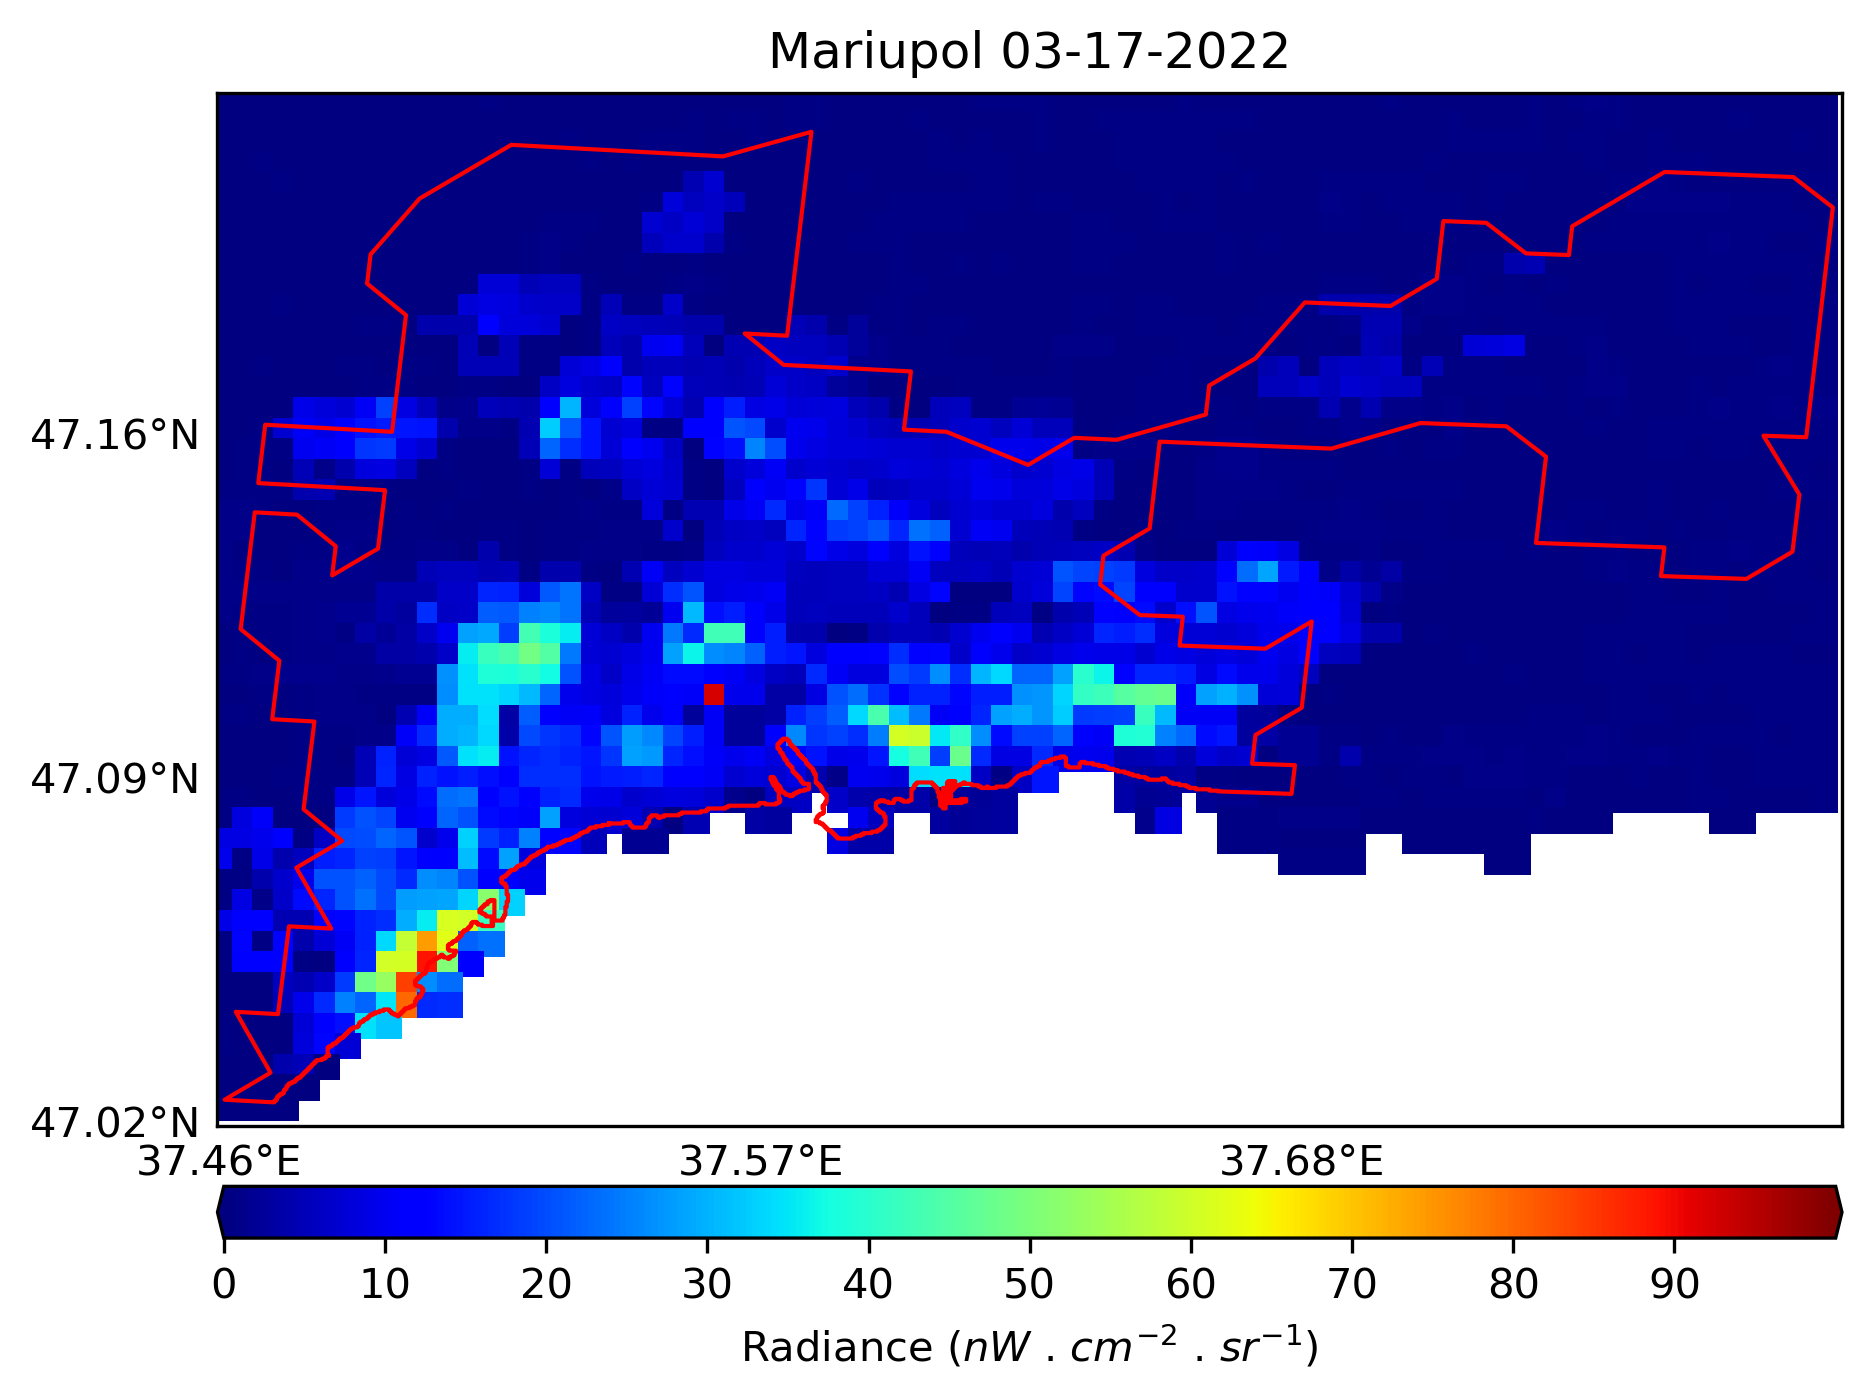 Mariupol 03-17-2022
47.16°N
47.09°N
47.02°N
37.46°E 37.57°E 37.68°E
0 10 20 30 40 50 60 70 80 90
Radiance (nW . cm⁻² . sr⁻¹)